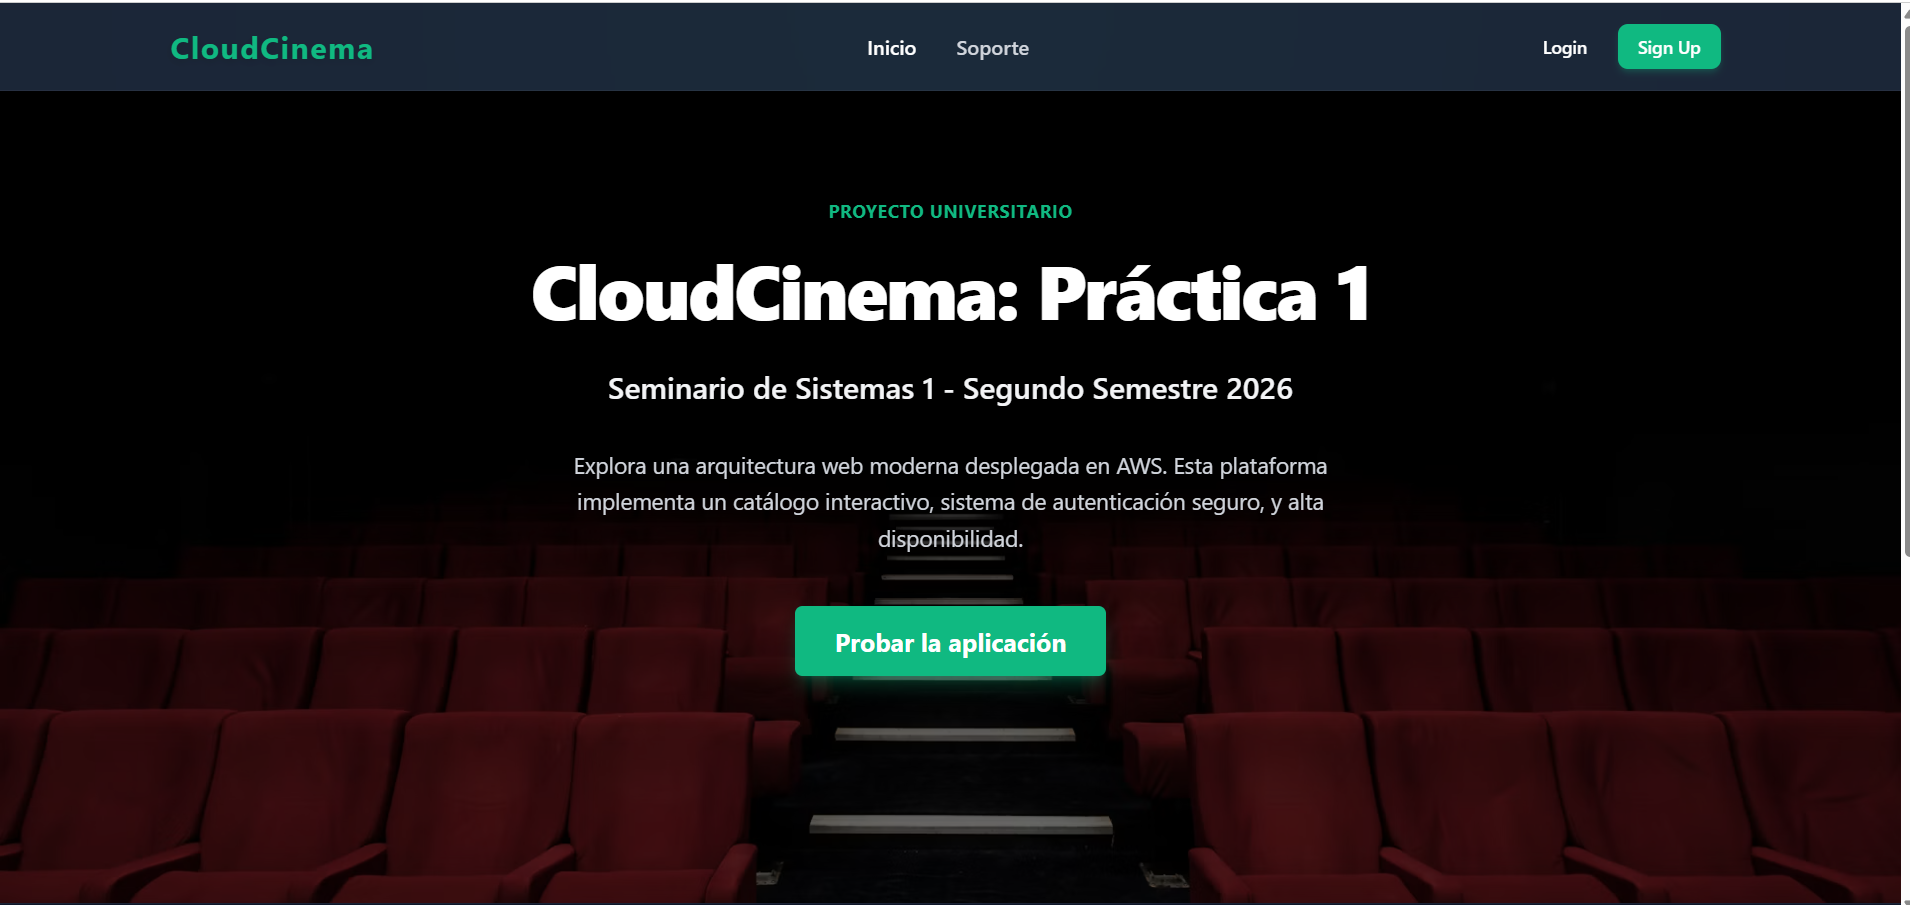 CloudCinema
Inicio
Soporte
Login
Sign Up
PROYECTO UNIVERSITARIO
CloudCinema: Práctica 1
Seminario de Sistemas 1 - Segundo Semestre 2026
Explora una arquitectura web moderna desplegada en AWS. Esta plataforma
implementa un catálogo interactivo, sistema de autenticación seguro, y alta
disponibilidad.
Probar la aplicación